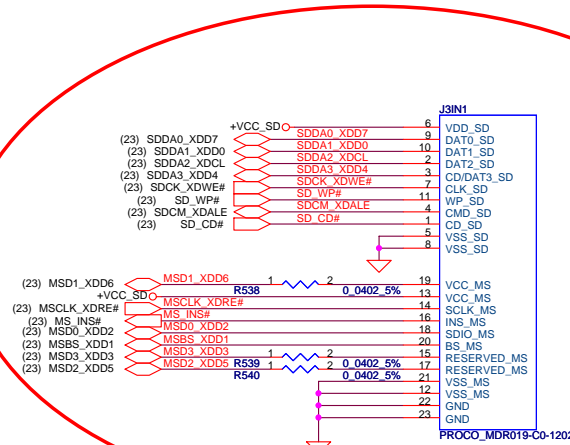 J3IN1
+VCC_SD 6 VDD_SD
(23) SDDA0_XDD7 SDDA0_XDD7 9 DAT0_SD
(23) SDDA1_XDD0 SDDA1_XDD0 10 DAT1_SD
(23) SDDA2_XDCL SDDA2_XDCL 2 DAT2_SD
(23) SDDA3_XDD4 SDDA3_XDD4 3 CD/DAT3_SD
(23) SDCK_XDWE# SDCK_XDWE# 7 CLK_SD
(23) SD_WP# SD_WP# 11 WP_SD
(23) SDCM_XDALE SDCM_XDALE 4 CMD_SD
(23) SD_CD# SD_CD# 1 CD_SD
5 VSS_SD
8 VSS_SD
(23) MSD1_XDD6 MSD1_XDD6 1 2 19 VCC_MS
R538 0_0402_5%
+VCC_SD 13 VCC_MS
(23) MSCLK_XDRE# MSCLK_XDRE# 14 SCLK_MS
(23) MS_INS# MS_INS# 16 INS_MS
(23) MSD0_XDD2 MSD0_XDD2 18 SDIO_MS
(23) MSBS_XDD1 MSBS_XDD1 20 BS_MS
(23) MSD3_XDD3 MSD3_XDD3 1 2 15 RESERVED_MS
R539 0_0402_5%
(23) MSD2_XDD5 MSD2_XDD5 1 2 17 RESERVED_MS
R540 0_0402_5%
21 VSS_MS
12 VSS_MS
22 GND
23 GND
PROCO_MDR019-C0-1202